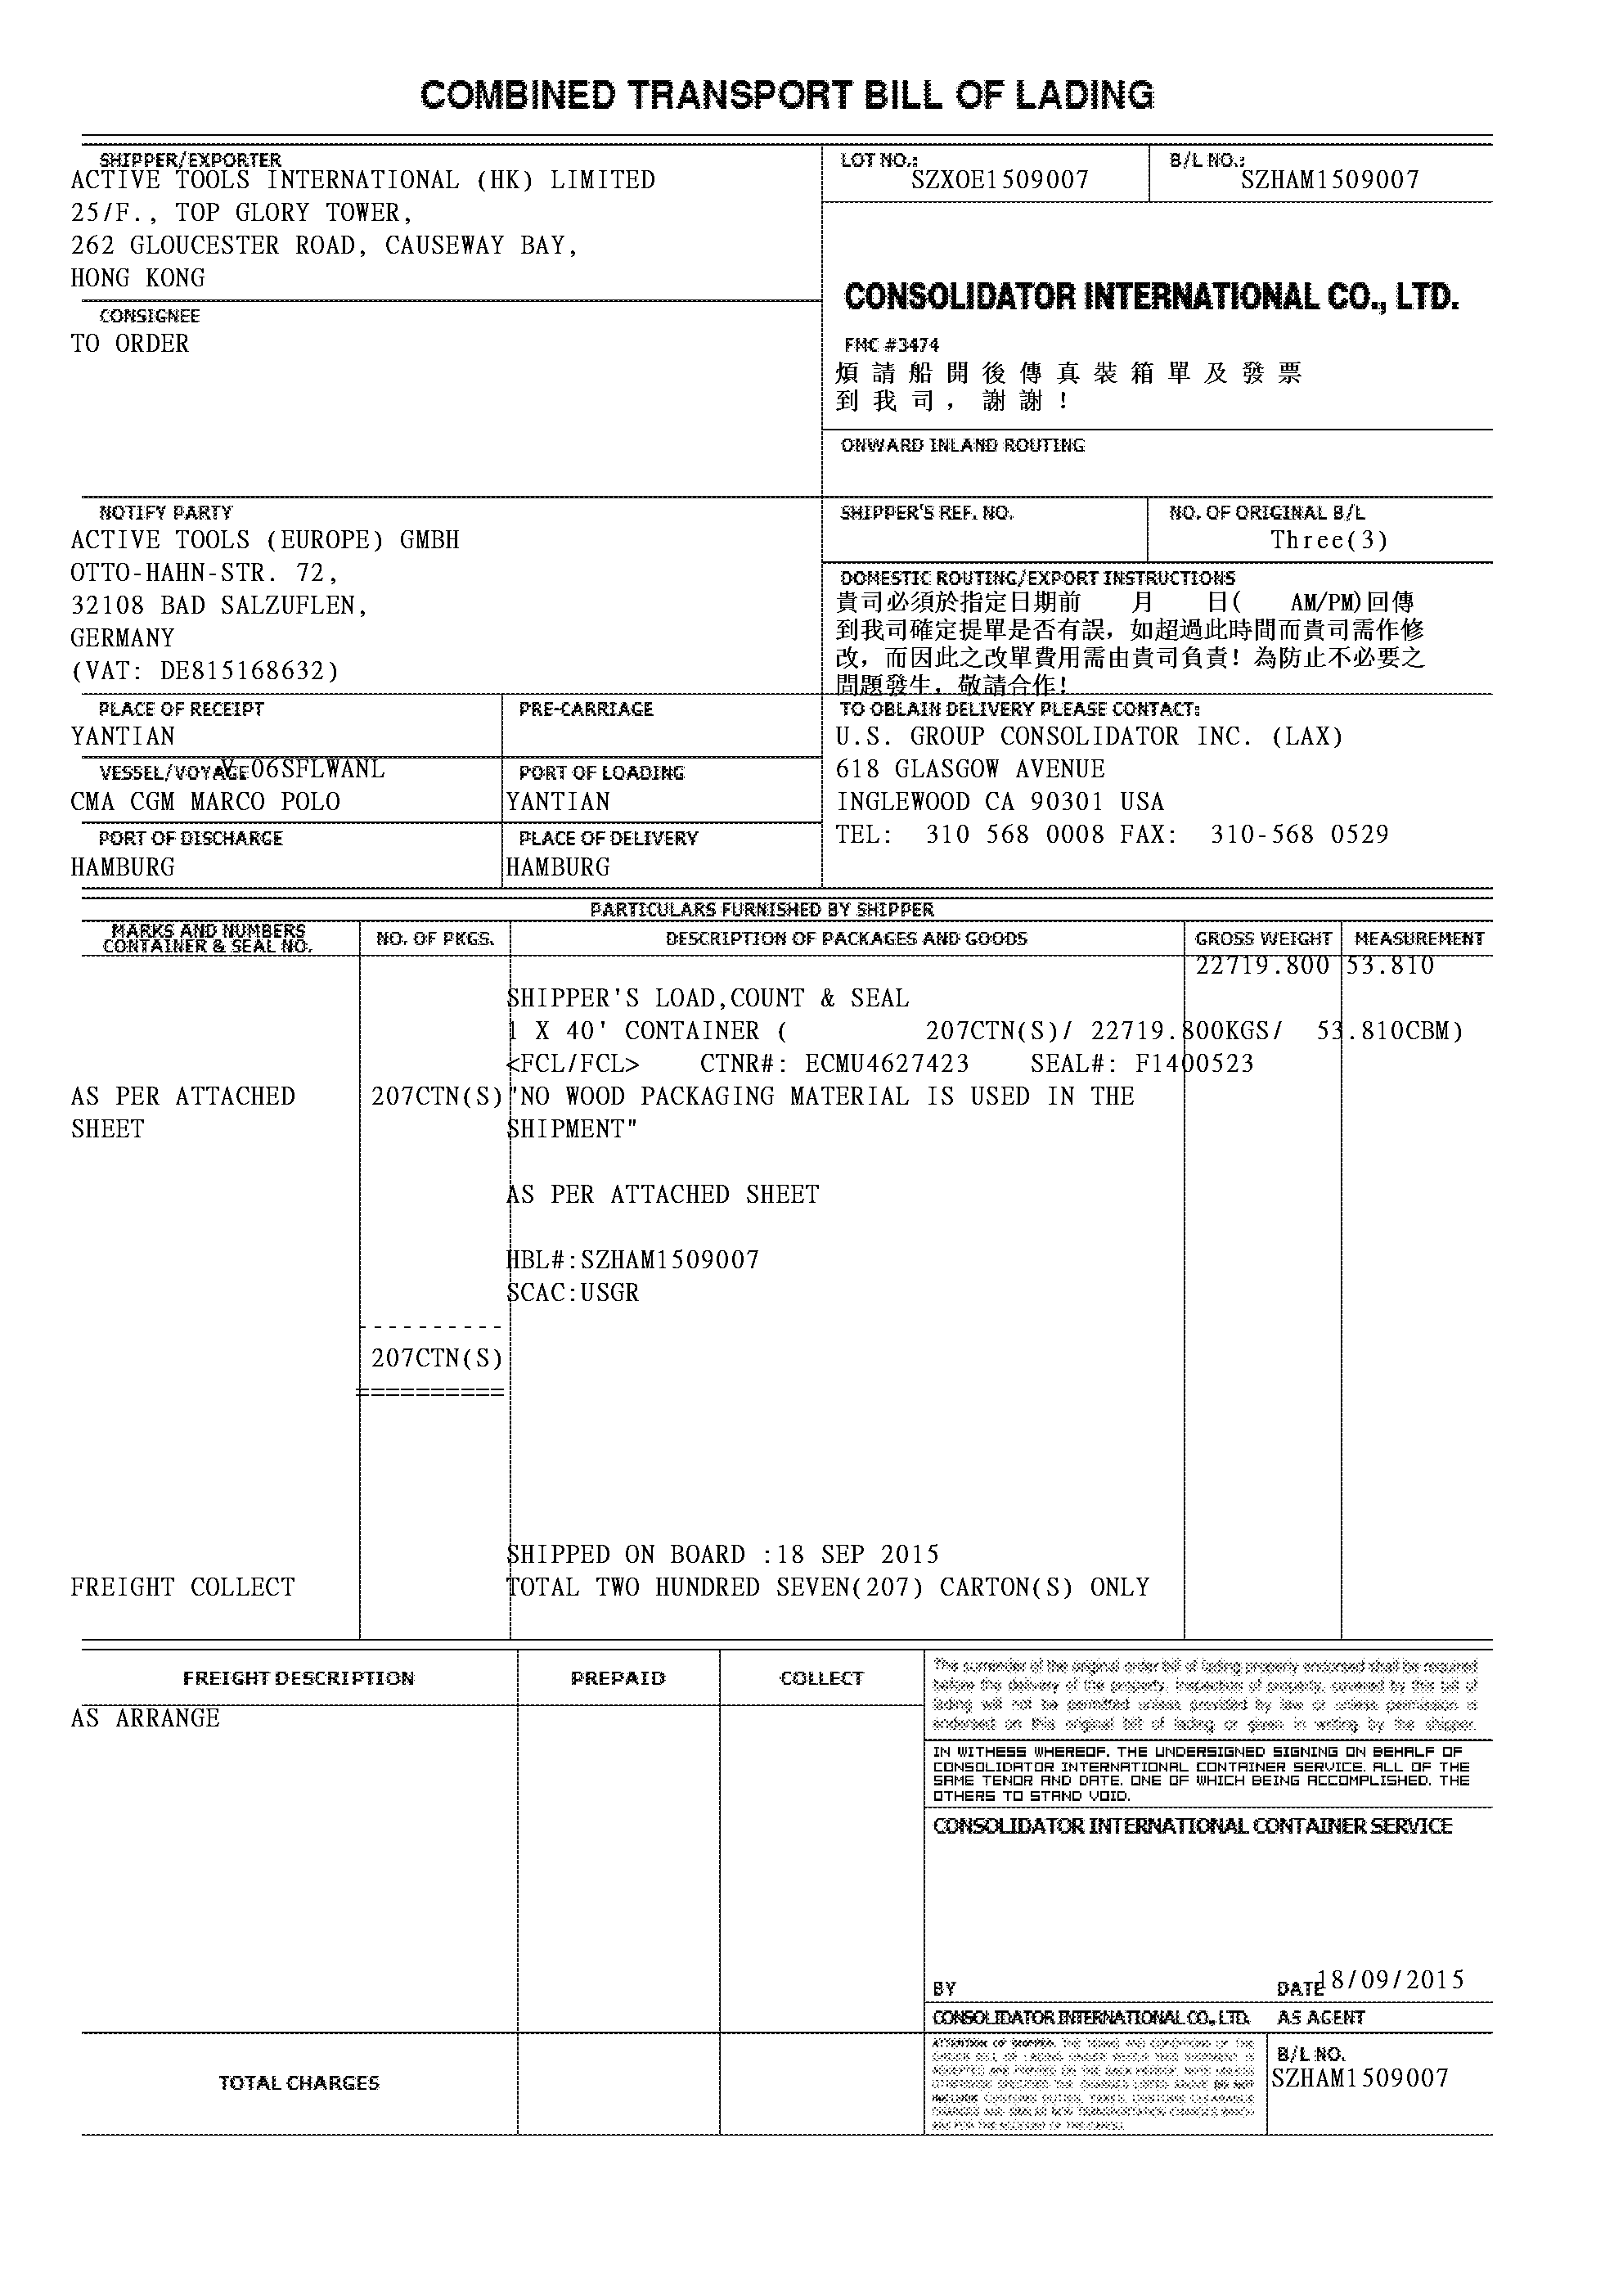 COMBINED TRANSPORT BILL OF LADING
SHIPPER/EXPORTER
ACTIVE TOOLS INTERNATIONAL (HK) LIMITED
25/F., TOP GLORY TOWER,
262 GLOUCESTER ROAD, CAUSEWAY BAY,
HONG KONG
LOT NO.:
SZXOE1509007
B/L NO.:
SZHAM1509007
CONSOLIDATOR INTERNATIONAL CO., LTD.
FMC #3474
煩請船開後傳真裝箱單及發票
到我司，謝謝！
CONSIGNEE
TO ORDER
ONWARD INLAND ROUTING
NOTIFY PARTY
ACTIVE TOOLS (EUROPE) GMBH
OTTO-HAHN-STR. 72,
32108 BAD SALZUFLEN,
GERMANY
(VAT: DE815168632)
SHIPPER'S REF. NO.
NO. OF ORIGINAL B/L
Three(3)
DOMESTIC ROUTING/EXPORT INSTRUCTIONS
貴司必須於指定日期前 月 日( AM/PM)回傳
到我司確定提單是否有誤，如超過此時間而貴司需作修
改，而因此之改單費用需由貴司負責！為防止不必要之
問題發生，敬請合作！
PLACE OF RECEIPT
YANTIAN
PRE-CARRIAGE
VESSEL/VOYAGE V. 06SFLWANL
CMA CGM MARCO POLO
PORT OF LOADING
YANTIAN
PORT OF DISCHARGE
HAMBURG
PLACE OF DELIVERY
HAMBURG
TO OBLAIN DELIVERY PLEASE CONTACT:
U.S. GROUP CONSOLIDATOR INC. (LAX)
618 GLASGOW AVENUE
INGLEWOOD CA 90301 USA
TEL: 310 568 0008 FAX: 310-568 0529
PARTICULARS FURNISHED BY SHIPPER
MARKS AND NUMBERS
CONTAINER & SEAL NO.
NO. OF PKGS.
DESCRIPTION OF PACKAGES AND GOODS
GROSS WEIGHT
MEASUREMENT
22719.800 53.810
SHIPPER'S LOAD,COUNT & SEAL
1 X 40' CONTAINER ( 207CTN(S)/ 22719.800KGS/ 53.810CBM)
<FCL/FCL> CTNR#: ECMU4627423 SEAL#: F1400523
AS PER ATTACHED 207CTN(S) "NO WOOD PACKAGING MATERIAL IS USED IN THE
SHEET SHIPMENT"
AS PER ATTACHED SHEET
HBL#:SZHAM1509007
SCAC:USGR
----------
207CTN(S)
==========
SHIPPED ON BOARD :18 SEP 2015
FREIGHT COLLECT TOTAL TWO HUNDRED SEVEN(207) CARTON(S) ONLY
FREIGHT DESCRIPTION
PREPAID
COLLECT
AS ARRANGE
The surrender of the original order bill of lading properly endorsed shall be required
before the delivery of the property. Inspection of property, covered by this bill of
lading will not be permitted unless provided by law or unless permission is
endorsed on this original bill of lading or given in writing by the shipper.
IN WITHESS WHEREOF, THE UNDERSIGNED SIGNING ON BEHALF OF
CONSOLIDATOR INTERNATIONAL CONTAINER SERVICE. ALL OF THE
SAME TENOR AND DATE. ONE OF WHICH BEING ACCOMPLISHED. THE
OTHERS TO STAND VOID.
CONSOLIDATOR INTERNATIONAL CONTAINER SERVICE
BY
DATE 18/09/2015
CONSOLIDATOR INTERNATIONAL CO., LTD. AS AGENT
TOTAL CHARGES
B/L NO.
SZHAM1509007